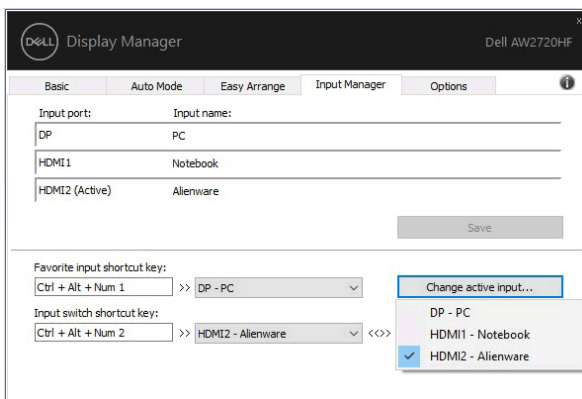 DELL Display Manager Dell AW2720HF
Basic Auto Mode Easy Arrange Input Manager Options
Input port: Input name:
DP PC
HDMI1 Notebook
HDMI2 (Active) Alienware
Save
Favorite input shortcut key:
Ctrl + Alt + Num 1 >> DP - PC Change active input...
Input switch shortcut key:
DP - PC
Ctrl + Alt + Num 2 >> HDMI2 - Alienware <<>> HDMI1 - Notebook
HDMI2 - Alienware